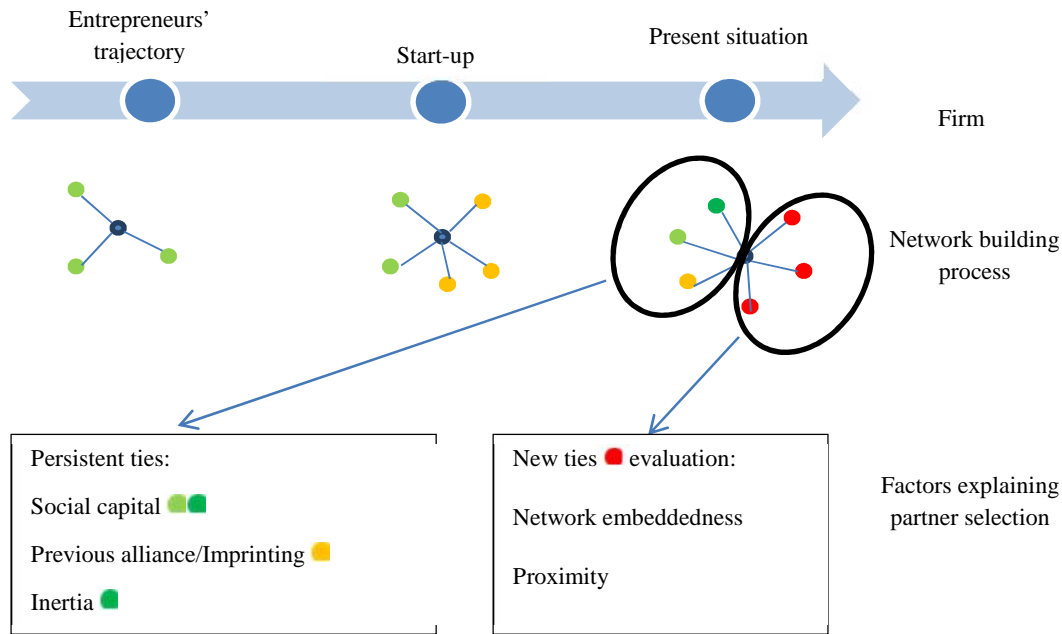 Entrepreneurs’
trajectory
Start-up
Present situation
Firm
Network building
process
Persistent ties:
Social capital
Previous alliance/Imprinting
Inertia
New ties evaluation:
Network embeddedness
Proximity
Factors explaining
partner selection